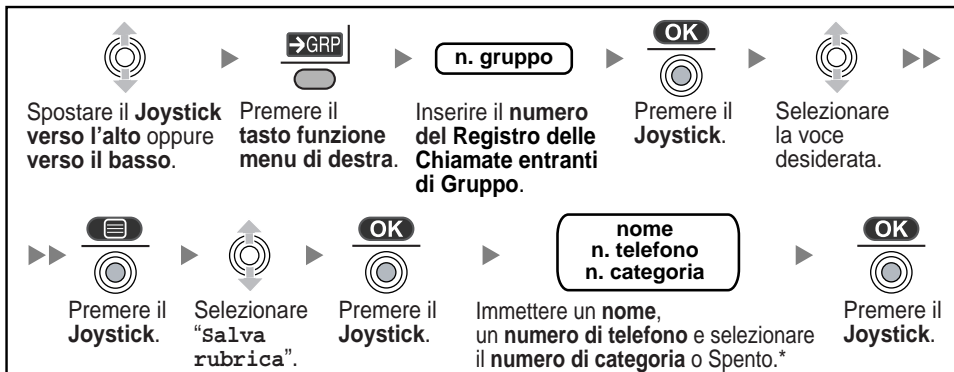 →GRP
n. gruppo
OK
Spostare il Joystick
verso l'alto oppure
verso il basso.
Premere il
tasto funzione
menu di destra.
Inserire il numero
del Registro delle
Chiamate entranti
di Gruppo.
Premere il
Joystick.
Selezionare
la voce
desiderata.
OK
nome
n. telefono
n. categoria
OK
Premere il
Joystick.
Selezionare
“Salva
rubrica”.
Premere il
Joystick.
Immettere un nome,
un numero di telefono e selezionare
il numero di categoria o Spento.*
Premere il
Joystick.